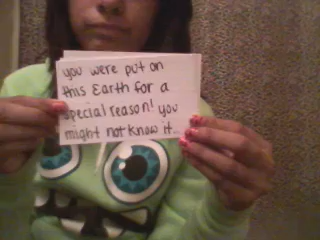 you were put on
this Earth for a
special reason! you
might not know it..